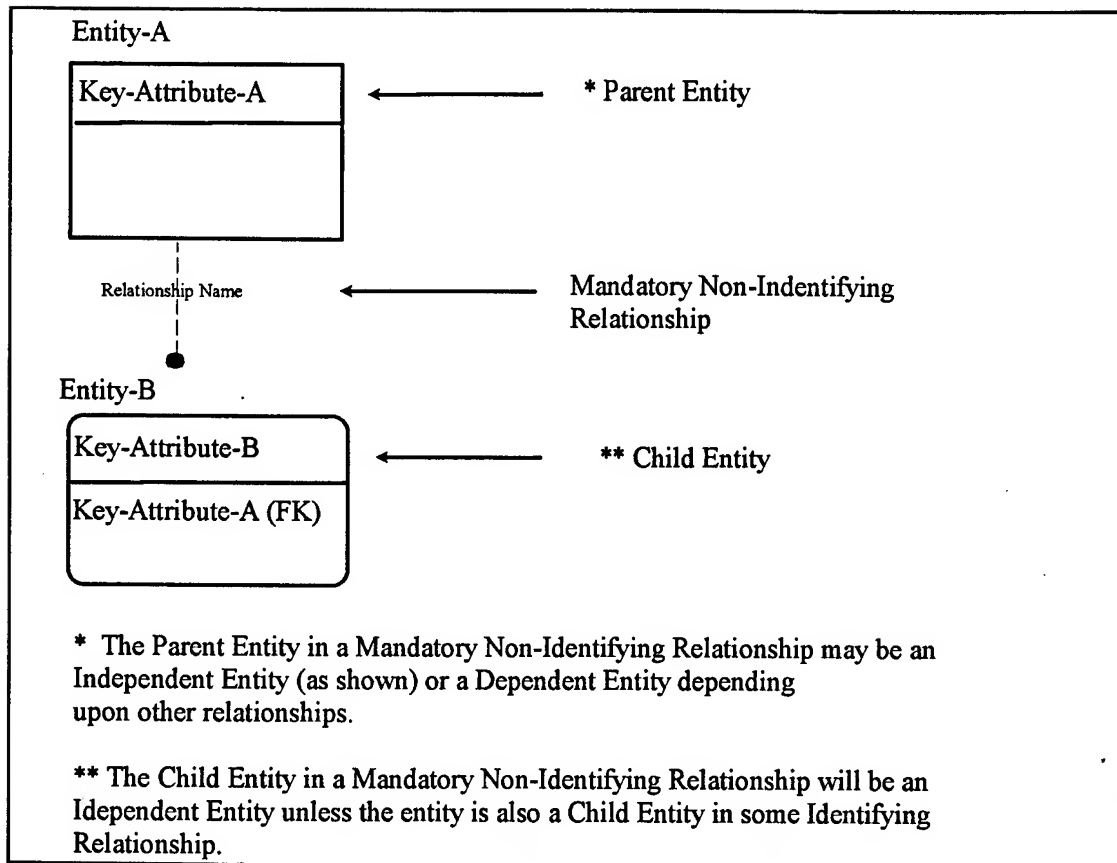 Entity-A
Key-Attribute-A
* Parent Entity
Relationship Name
Mandatory Non-Indentifying
Relationship
Entity-B
Key-Attribute-B
** Child Entity
Key-Attribute-A (FK)
* The Parent Entity in a Mandatory Non-Identifying Relationship may be an
Independent Entity (as shown) or a Dependent Entity depending
upon other relationships.
** The Child Entity in a Mandatory Non-Identifying Relationship will be an
Idependent Entity unless the entity is also a Child Entity in some Identifying
Relationship.